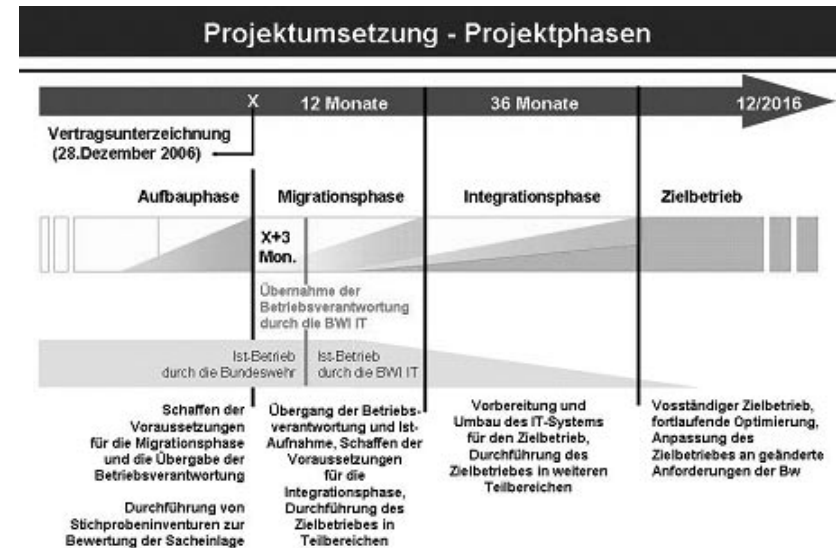 Projektumsetzung - Projektphasen
X
12 Monate
36 Monate
12/2016
Vertragsunterzeichnung
(28.Dezember 2006)
Aufbauphase
Migrationsphase
Integrationsphase
Zielbetrieb
X+3
Mon.
Übernahme der
Betriebsverantwortung
durch die BWI IT
Ist-Betrieb
durch die Bundeswehr
Ist-Betrieb
durch die BWI IT
Schaffen der
Voraussetzungen
für die Migrationsphase
und die Übergabe der
Betriebsverantwortung
Durchführung von
Stichprobeninventuren zur
Bewertung der Sacheinlage
Übergang der Betriebs-
verantwortung und Ist-
Aufnahme, Schaffen der
Voraussetzungen
für die
Integrationsphase,
Durchführung des
Zielbetriebes in
Teilbereichen
Vorbereitung und
Umbau des IT-Systems
für den Zielbetrieb,
Durchführung des
Zielbetriebes in weiteren
Teilbereichen
Vosständiger Zielbetrieb,
fortlaufende Optimierung,
Anpassung des
Zielbetriebes an geänderte
Anforderungen der Bw